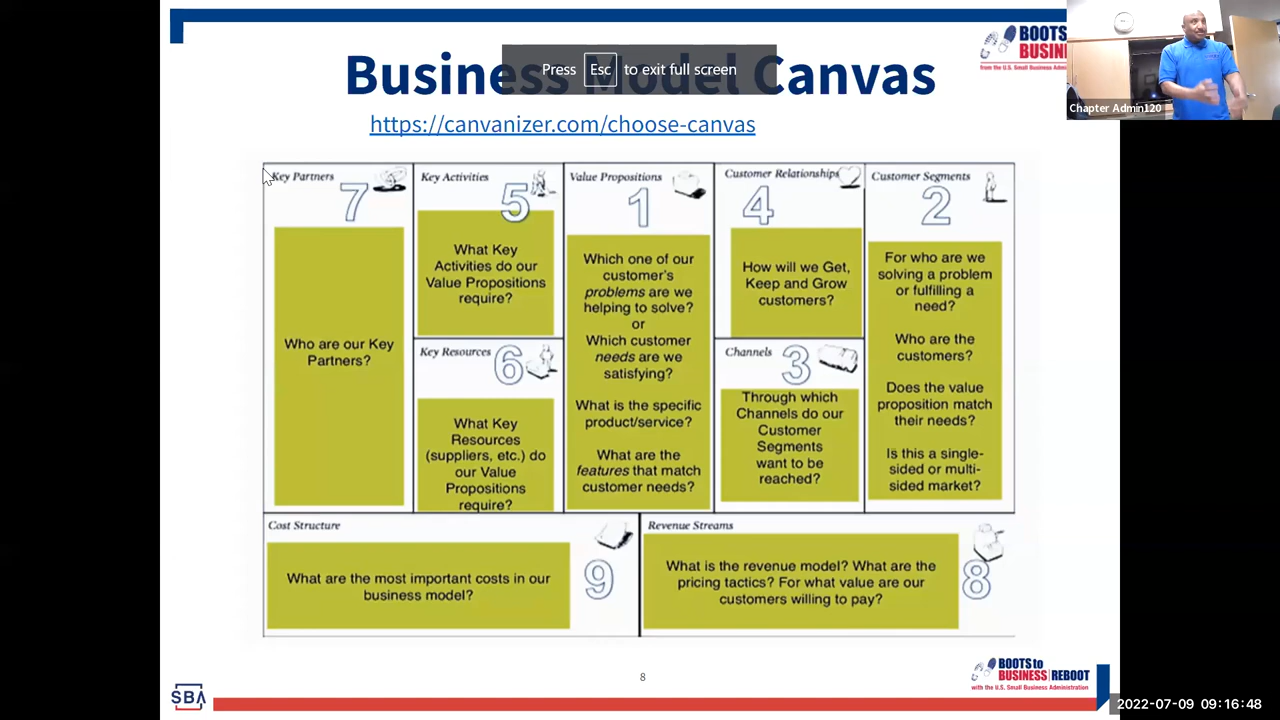 BOOTS
BUSINESS
from the U.S. Small Business
Press Esc to exit full screen
Business Model Canvas
Chapter Admin120
https://canvanizer.com/choose-canvas
Key Partners
7
Who are our Key
Partners?
Key Activities
5
What Key
Activities do our
Value Propositions
require?
Key Resources
6
What Key
Resources
(suppliers, etc.) do
our Value
Propositions
require?
Value Propositions
1
Which one of our
customer's
problems are we
helping to solve?
or
Which customer
needs are we
satisfying?
What is the specific
product/service?
What are the
features that match
customer needs?
Customer Relationships
4
How will we Get,
Keep and Grow
customers?
Channels
3
Through which
Channels do our
Customer
Segments
want to be
reached?
Customer Segments
2
For who are we
solving a problem
or fulfilling a
need?
Who are the
customers?
Does the value
proposition match
their needs?
Is this a single-
sided or multi-
sided market?
Cost Structure
9
What are the most important costs in our
business model?
Revenue Streams
8
What is the revenue model? What are the
pricing tactics? For what value are our
customers willing to pay?
SBA
8
BOOTS to
BUSINESS | REBOOT
with the U.S. Small Business Administration
2022-07-09 09:16:48